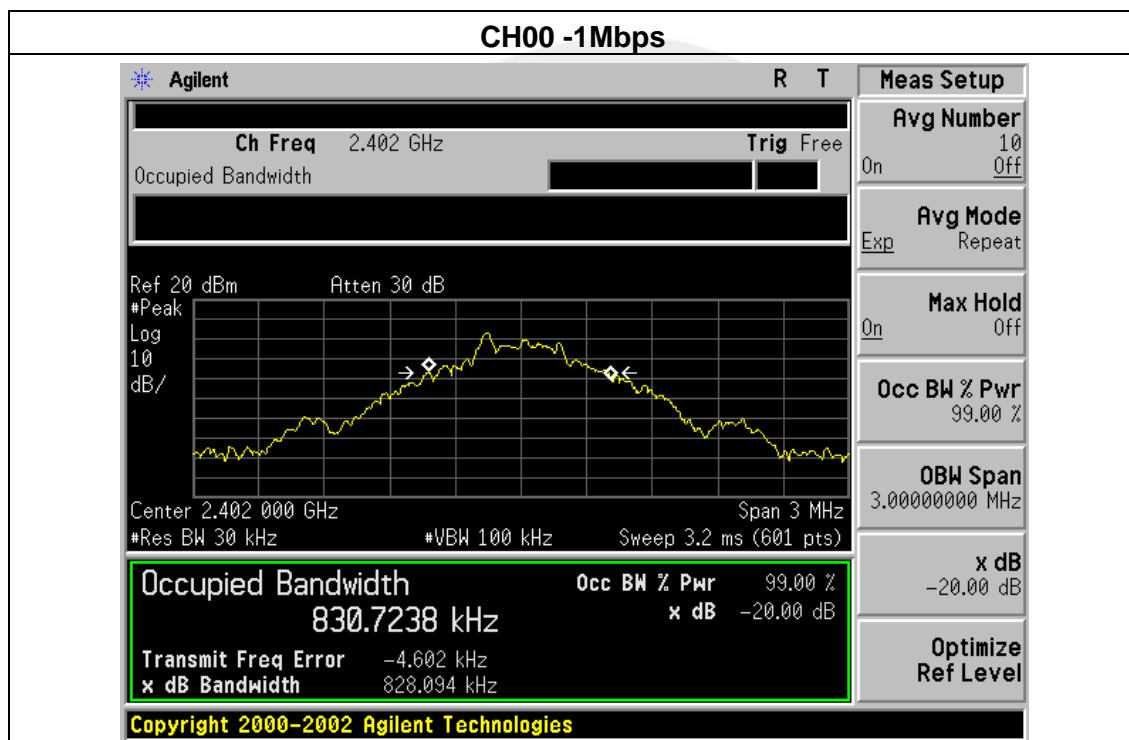 CH00 -1Mbps
Agilent R T Meas Setup
Ch Freq 2.402 GHz Trig Free
Occupied Bandwidth
Avg Number
10
On Off
Avg Mode
Exp Repeat
Max Hold
On Off
Occ BW % Pwr
99.00 %
OBW Span
3.00000000 MHz
x dB
-20.00 dB
Optimize
Ref Level
Ref 20 dBm Atten 30 dB
#Peak
Log
10
dB/
Center 2.402 000 GHz Span 3 MHz
#Res BW 30 kHz #VBW 100 kHz Sweep 3.2 ms (601 pts)
Occupied Bandwidth Occ BW % Pwr 99.00 %
830.7238 kHz x dB -20.00 dB
Transmit Freq Error -4.602 kHz
x dB Bandwidth 828.094 kHz
Copyright 2000-2002 Agilent Technologies